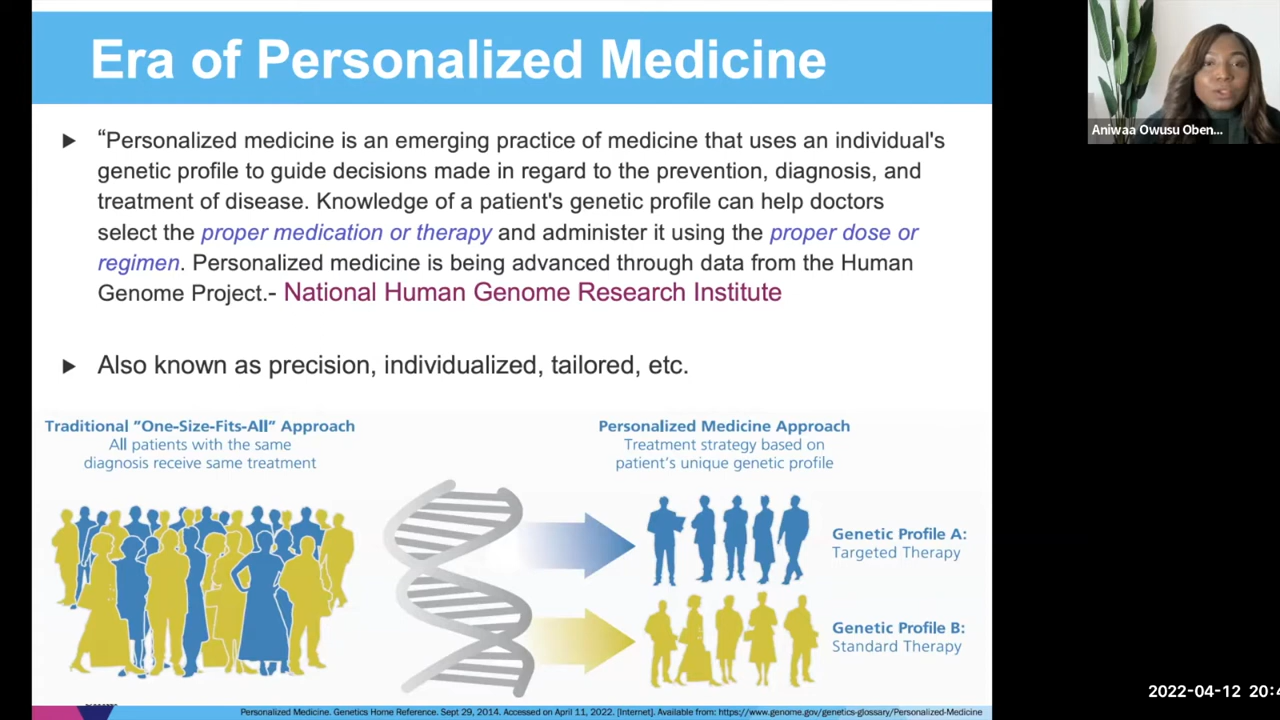 Era of Personalized Medicine
Aniwaa Owusu Oben...
“Personalized medicine is an emerging practice of medicine that uses an individual's
genetic profile to guide decisions made in regard to the prevention, diagnosis, and
treatment of disease. Knowledge of a patient's genetic profile can help doctors
select the proper medication or therapy and administer it using the proper dose or
regimen. Personalized medicine is being advanced through data from the Human
Genome Project.- National Human Genome Research Institute
Also known as precision, individualized, tailored, etc.
Traditional “One-Size-Fits-All” Approach
All patients with the same
diagnosis receive same treatment
Personalized Medicine Approach
Treatment strategy based on
patient’s unique genetic profile
Genetic Profile A:
Targeted Therapy
Genetic Profile B:
Standard Therapy
2022-04-12 20:4
Personalized Medicine. Genetics Home Reference. Sept 29, 2014. Accessed on April 11, 2022. [Internet]. Available from: https://www.genome.gov/genetics-glossary/Personalized-Medicine